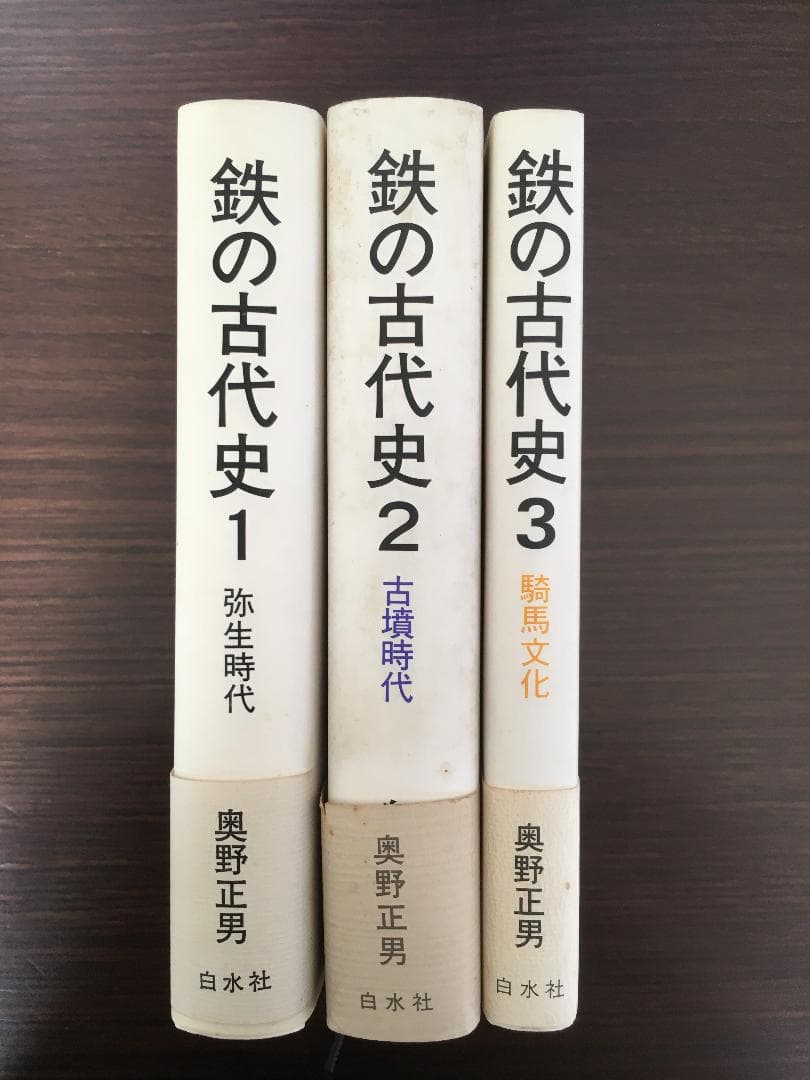 鉄の古代史1
弥生時代
奥野正男
白水社
鉄の古代史2
古墳時代
奥野正男
白水社
鉄の古代史3
騎馬文化
奥野正男
白水社